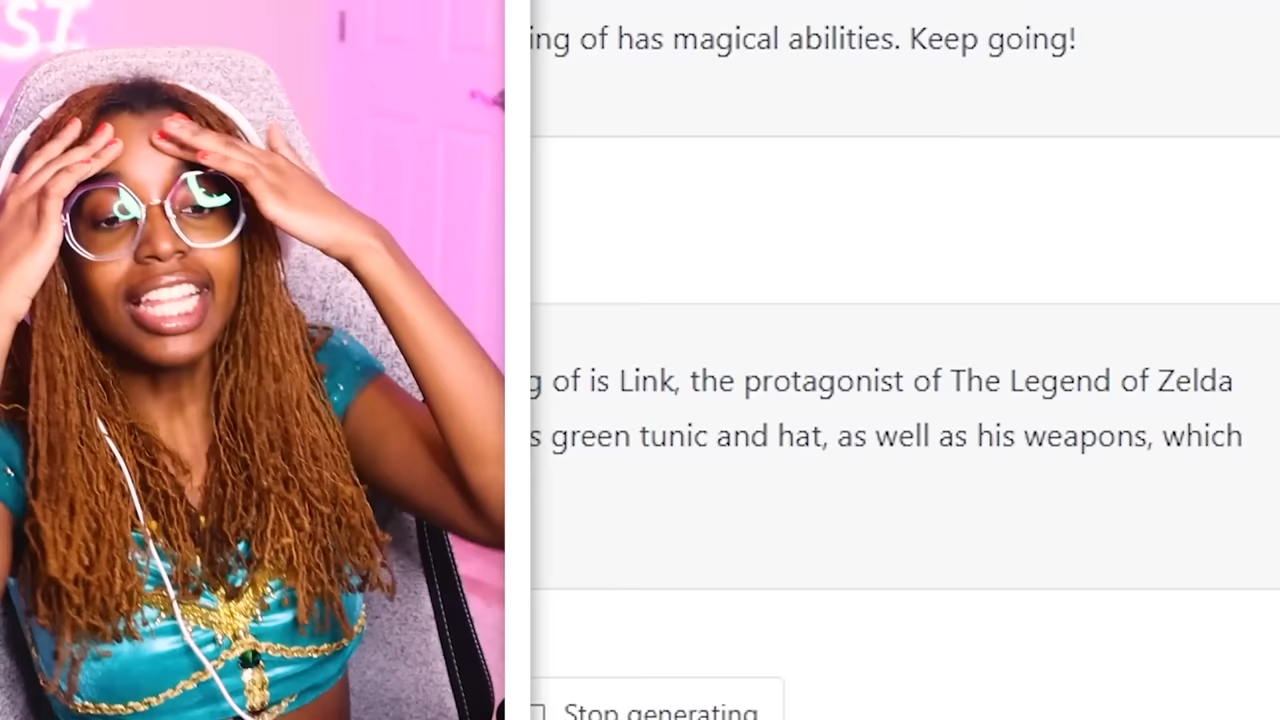 ST
ing of has magical abilities. Keep going!
g of is Link, the protagonist of The Legend of Zelda
s green tunic and hat, as well as his weapons, which
Stop generating